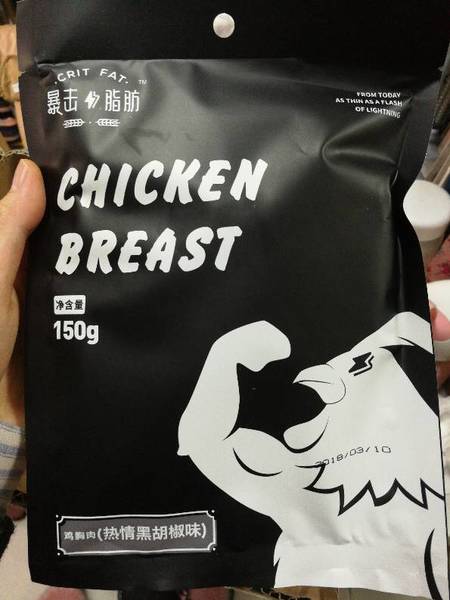 CRIT FAT.
TM
暴击脂肪
FROM TODAY
AS THIN AS A FLASH
OF LIGHTNING
CHICKEN
BREAST
净含量
150g
2018/03/10
鸡胸肉(热情黑胡椒味)